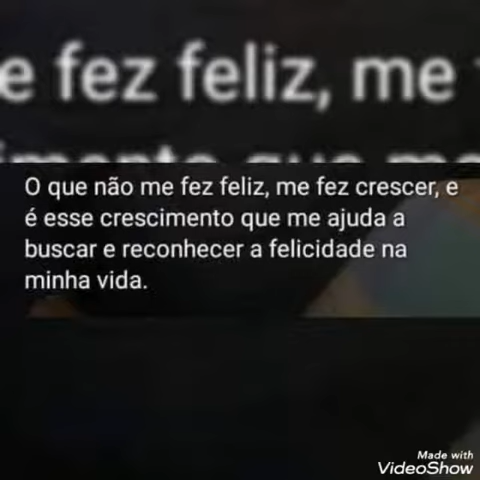 e fez feliz, me
O que não me fez feliz, me fez crescer, e
é esse crescimento que me ajuda a
buscar e reconhecer a felicidade na
minha vida.
Made with
VideoShow